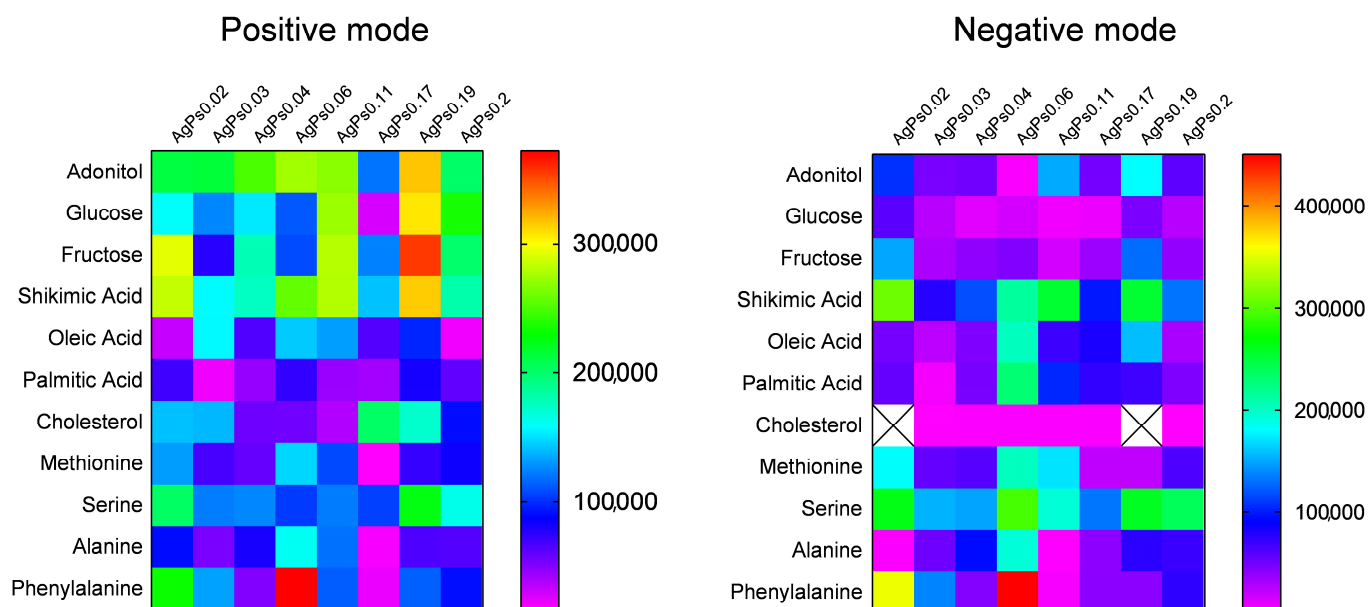 Positive mode
AgPs0.02 AgPs0.03 AgPs0.04 AgPs0.06 AgPs0.11 AgPs0.17 AgPs0.19 AgPs0.2
Adonitol
Glucose
Fructose
Shikimic Acid
Oleic Acid
Palmitic Acid
Cholesterol
Methionine
Serine
Alanine
Phenylalanine
300,000
200,000
100,000
Negative mode
AgPs0.02 AgPs0.03 AgPs0.04 AgPs0.06 AgPs0.11 AgPs0.17 AgPs0.19 AgPs0.2
Adonitol
Glucose
Fructose
Shikimic Acid
Oleic Acid
Palmitic Acid
Cholesterol
Methionine
Serine
Alanine
Phenylalanine
400,000
300,000
200,000
100,000